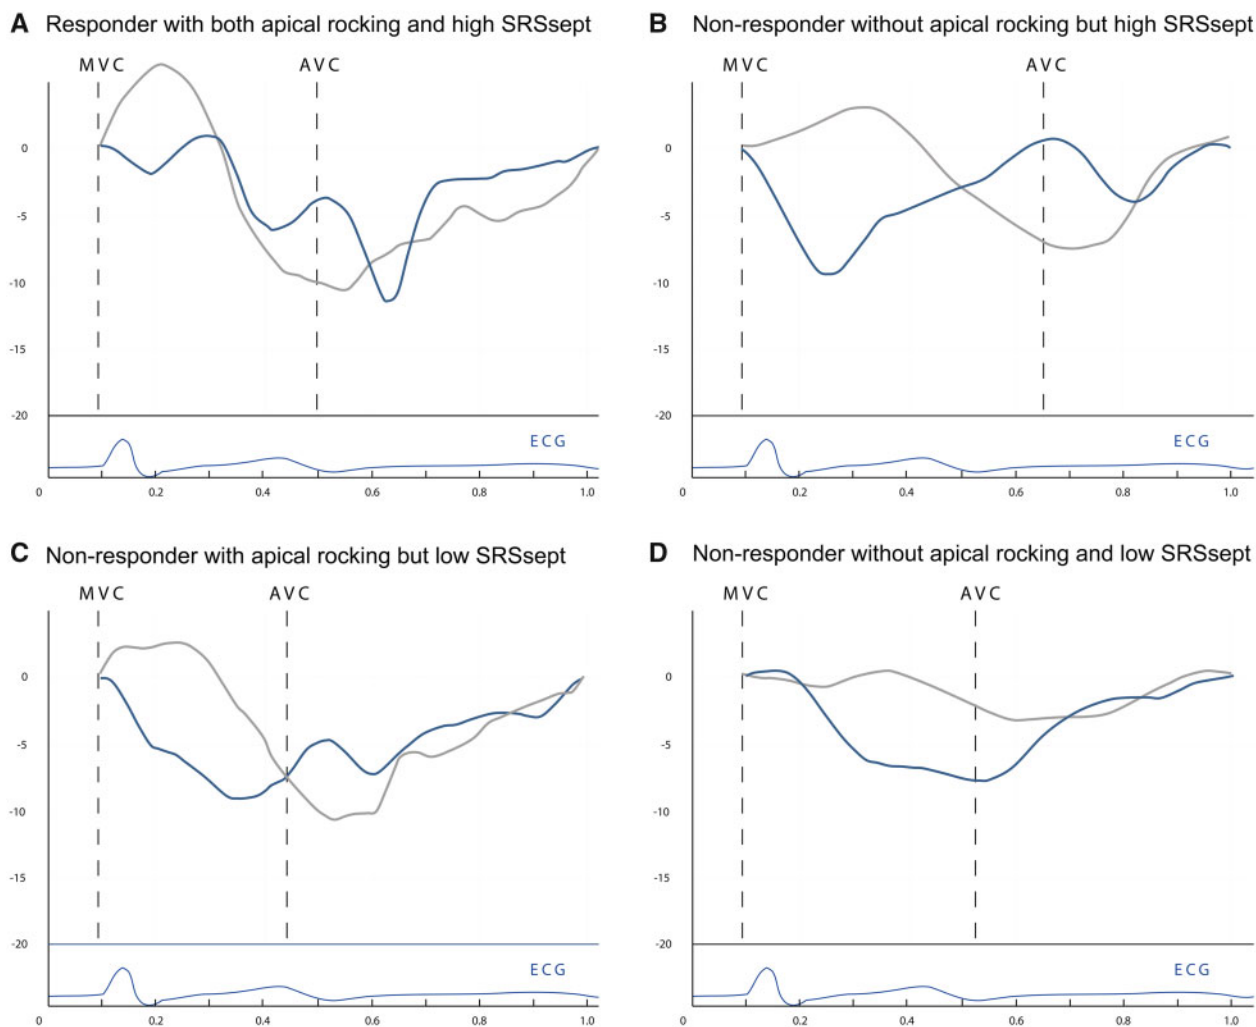 A Responder with both apical rocking and high SRSsept
MVC AVC
0
-5
-10
-15
-20
ECG
0 0.2 0.4 0.6 0.8 1.0
B Non-responder without apical rocking but high SRSsept
MVC AVC
0
-5
-10
-15
-20
ECG
0 0.2 0.4 0.6 0.8 1.0
C Non-responder with apical rocking but low SRSsept
MVC AVC
0
-5
-10
-15
-20
ECG
0 0.2 0.4 0.6 0.8 1.0
D Non-responder without apical rocking and low SRSsept
MVC AVC
0
-5
-10
-15
-20
ECG
0 0.2 0.4 0.6 0.8 1.0